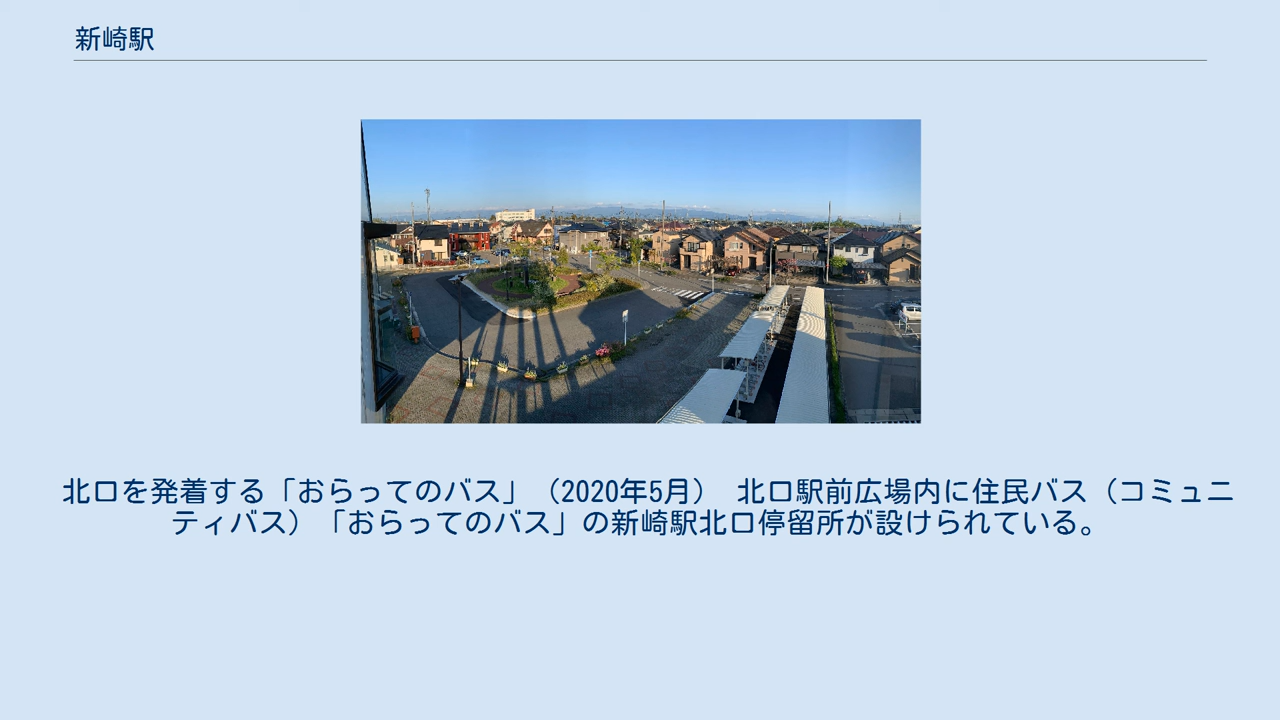 新崎駅
北口を発着する「おらってのバス」（2020年5月） 北口駅前広場内に住民バス（コミュニ
ティバス）「おらってのバス」の新崎駅北口停留所が設けられている。